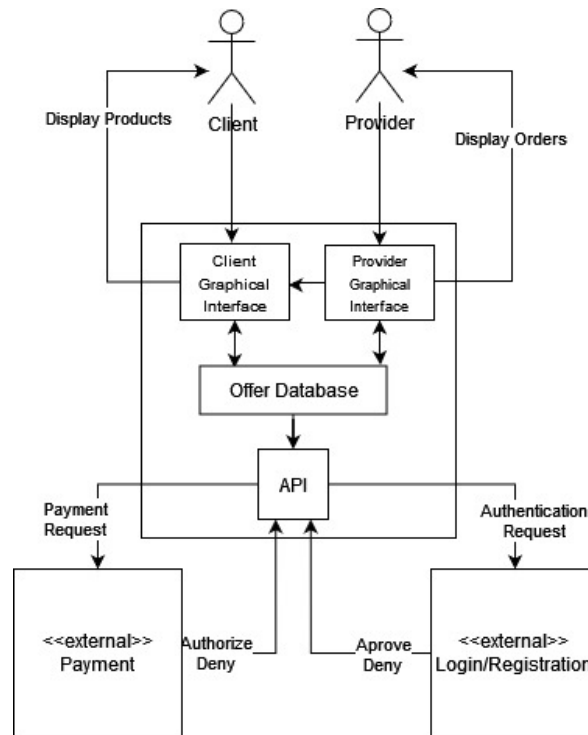 Client
Provider
Display Products
Display Orders
Client
Graphical
Interface
Provider
Graphical
Interface
Offer Database
API
Payment
Request
Authentication
Request
<<external>>
Payment
Authorize
Deny
Aprove
Deny
<<external>>
Login/Registration